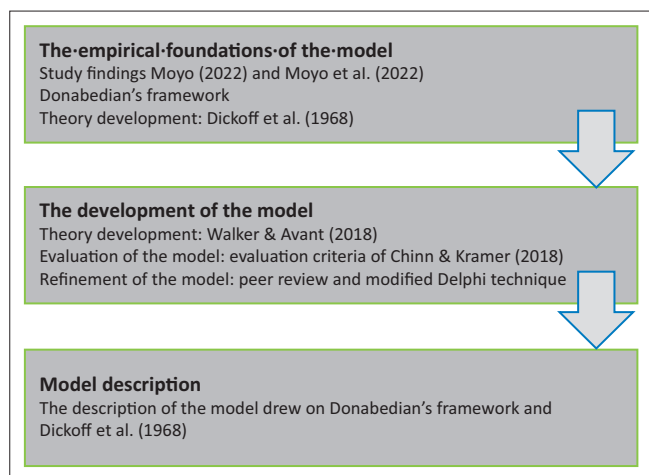 The·empirical·foundations·of the·model
Study findings Moyo (2022) and Moyo et al. (2022)
Donabedian's framework
Theory development: Dickoff et al. (1968)
The development of the model
Theory development: Walker & Avant (2018)
Evaluation of the model: evaluation criteria of Chinn & Kramer (2018)
Refinement of the model: peer review and modified Delphi technique
Model description
The description of the model drew on Donabedian's framework and
Dickoff et al. (1968)